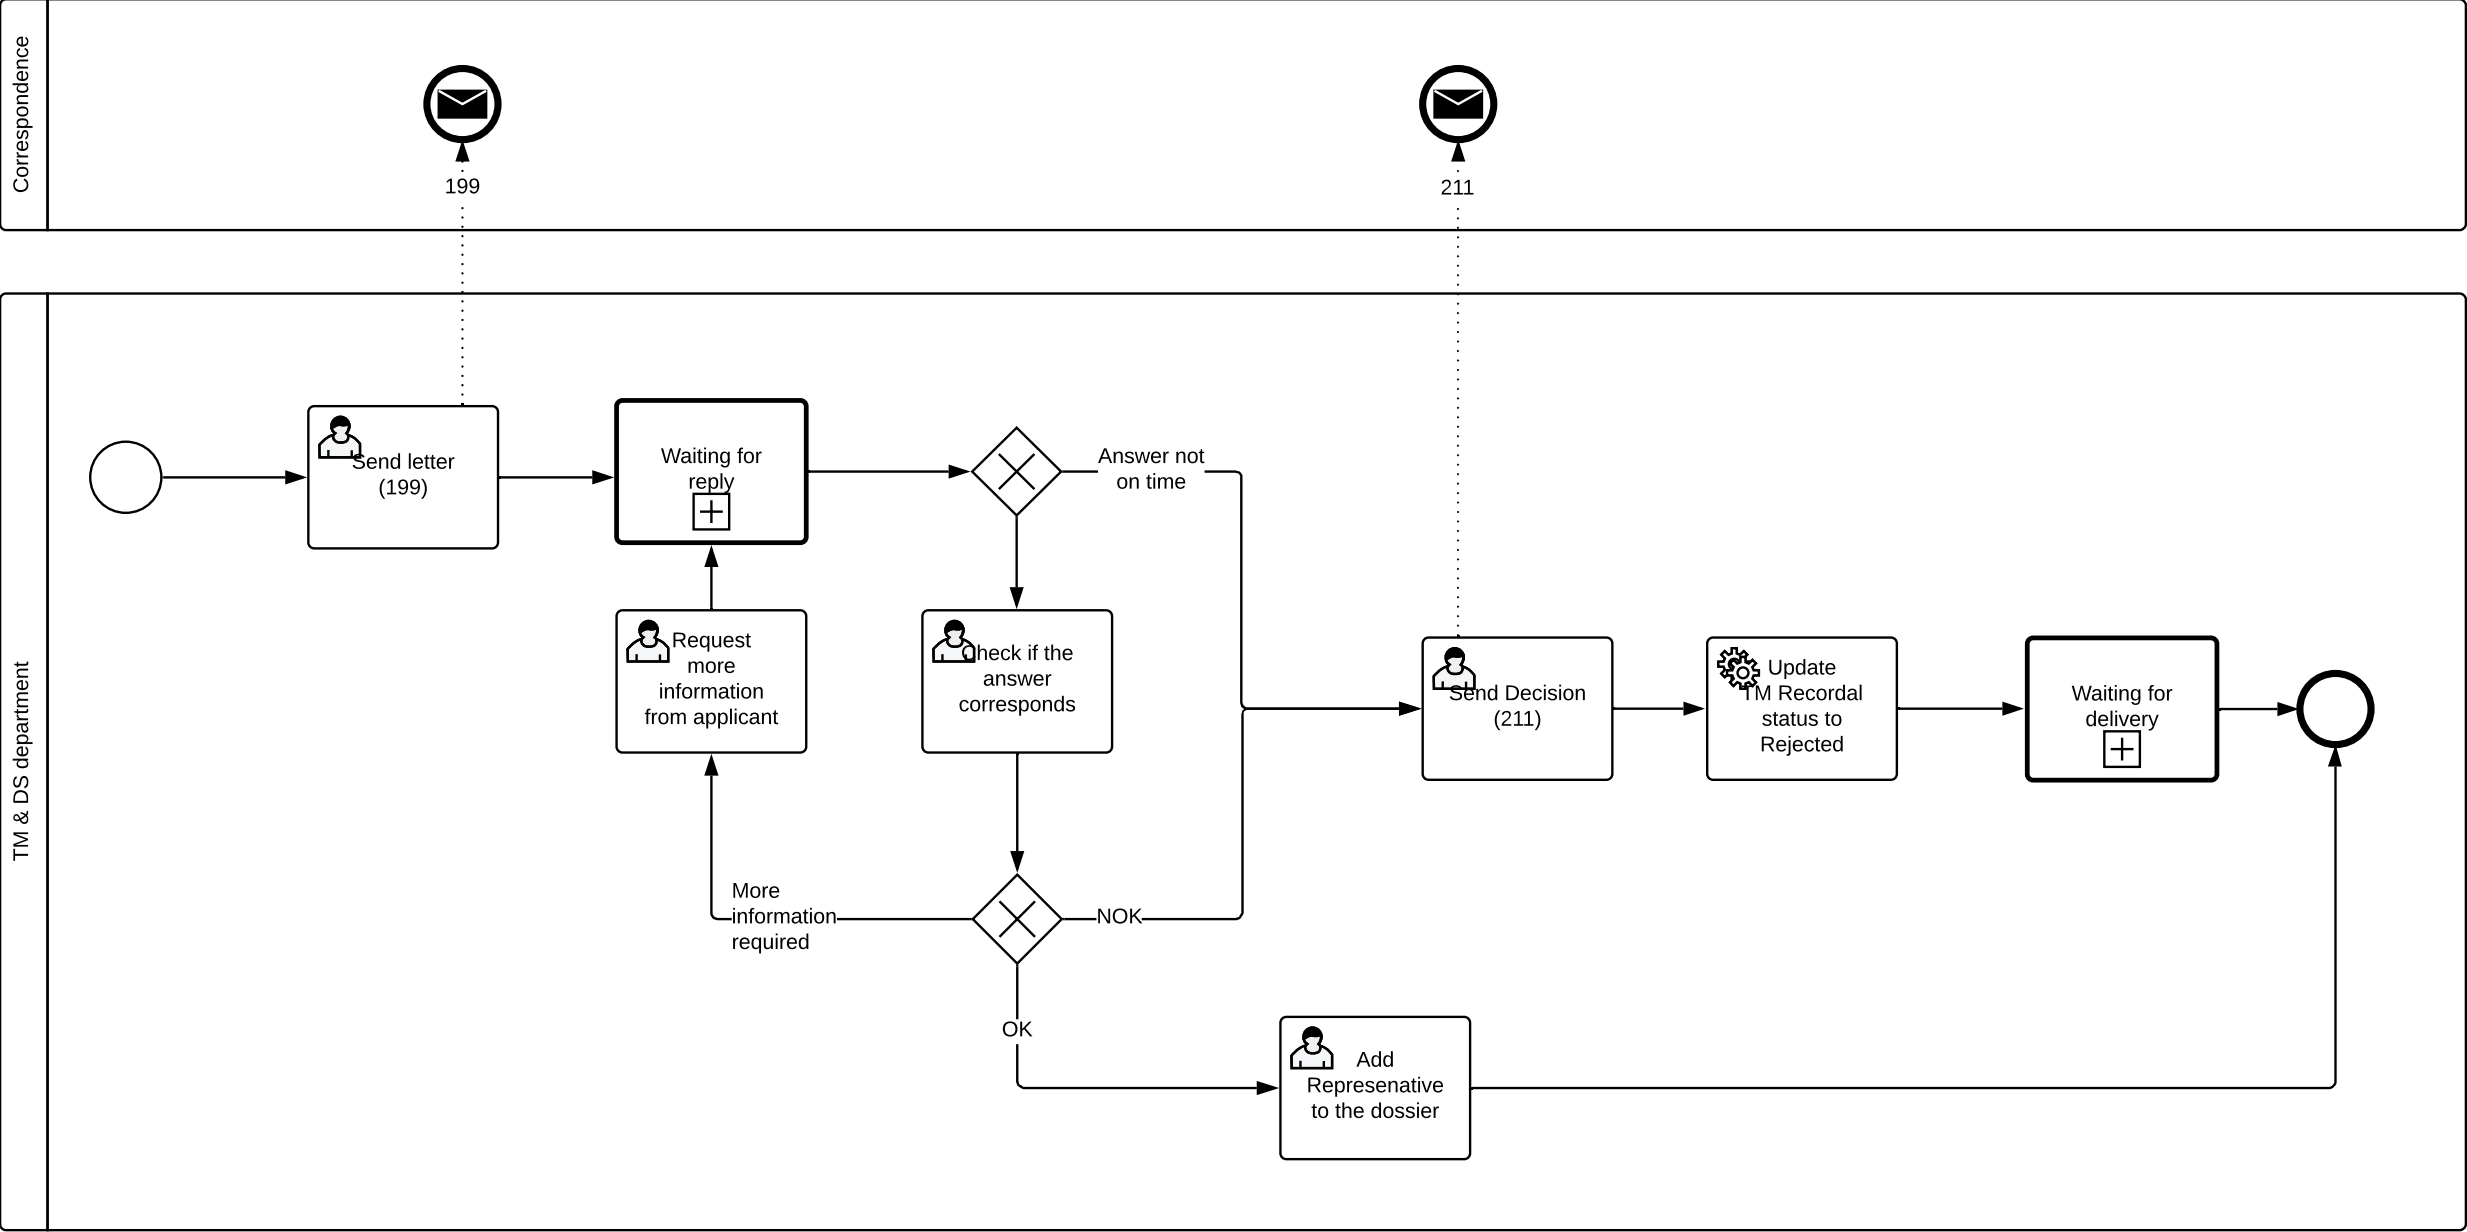 Correspondence
199
211
TM & DS department
Send letter
(199)
Waiting for
reply
Answer not
on time
Request
more
information
from applicant
Check if the
answer
corresponds
Send Decision
(211)
Update
TM Recordal
status to
Rejected
Waiting for
delivery
More
information
required
NOK
OK
Add
Represenative
to the dossier